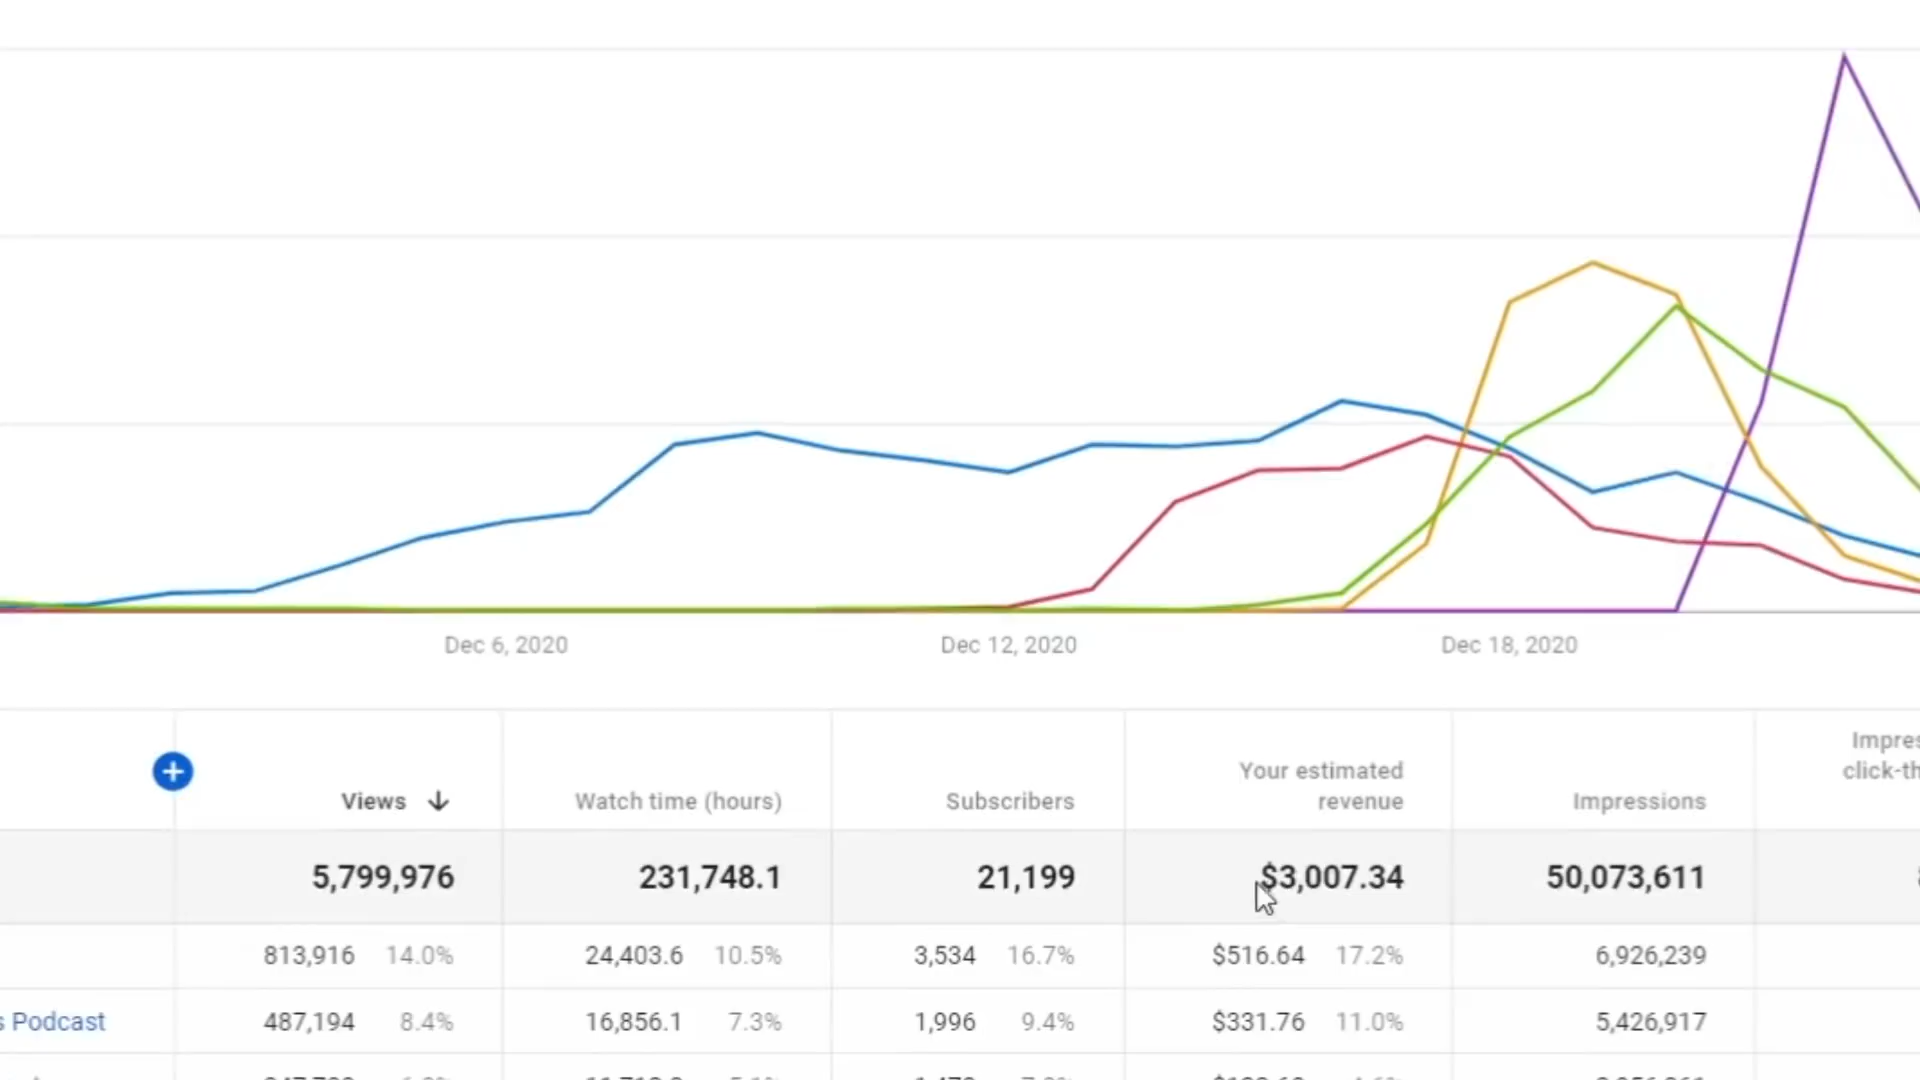 Dec 6, 2020 Dec 12, 2020 Dec 18, 2020
Impres
Your estimated click-th
Views Watch time (hours) Subscribers revenue Impressions
5,799,976 231,748.1 21,199 $3,007.34 50,073,611
813,916 14.0% 24,403.6 10.5% 3,534 16.7% $516.64 17.2% 6,926,239
s Podcast 487,194 8.4% 16,856.1 7.3% 1,996 9.4% $331.76 11.0% 5,426,917